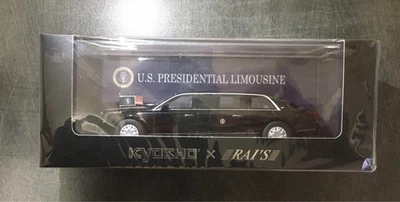 U.S. PRESIDENTIAL LIMOUSINE
KYOSHO × RAI'S